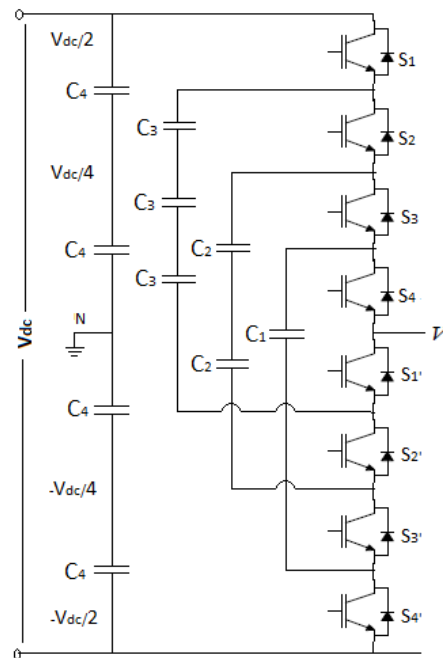 Vdc/2
S1
C4
C3
S2
Vdc/4
C3
S3
C4
C2
C3
S4
N
C1
V
Vdc
C2
S1'
C4
S2'
-Vdc/4
S3'
C4
-Vdc/2
S4'